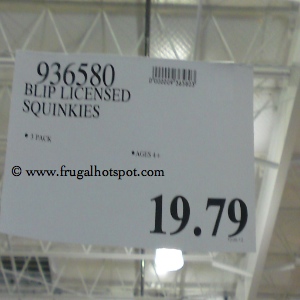 936580
BLIP LICENSED
SQUINKIES
• 3 PACK
• AGES 4+
© www.frugalhotspot.com
19.79